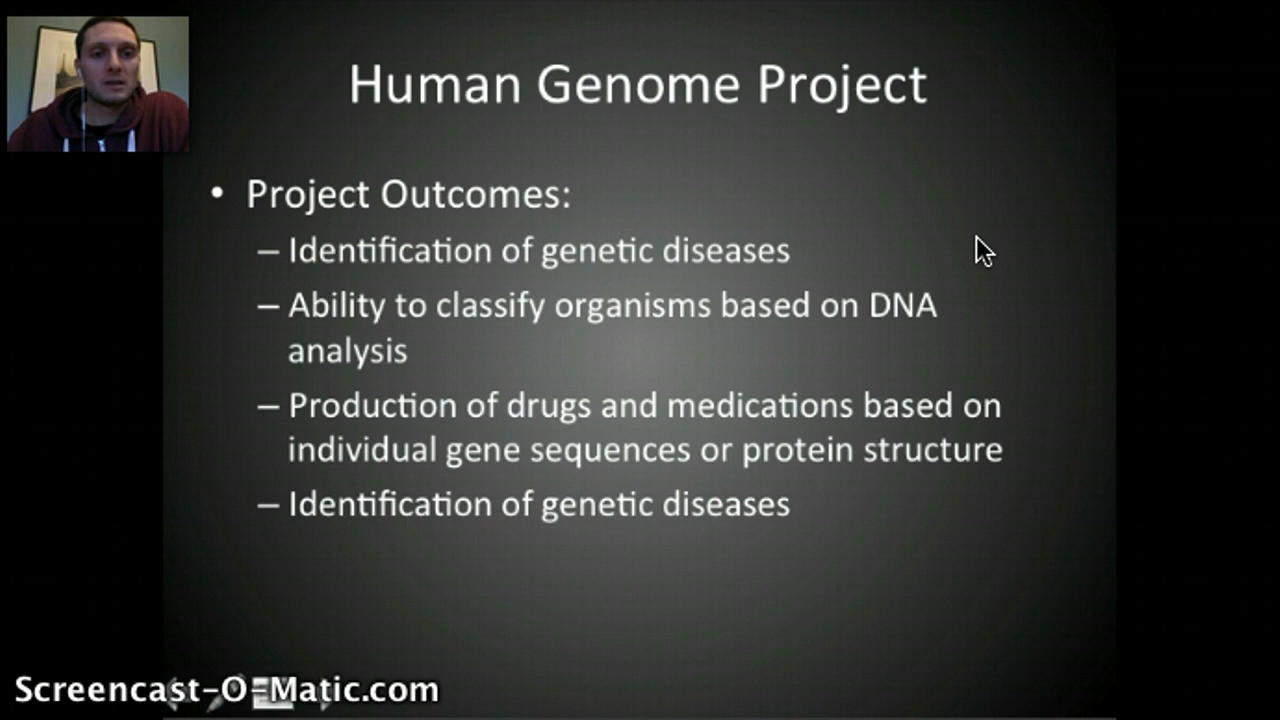 Human Genome Project
• Project Outcomes:
– Identification of genetic diseases
– Ability to classify organisms based on DNA
analysis
– Production of drugs and medications based on
individual gene sequences or protein structure
– Identification of genetic diseases
Screencast-O-Matic.com